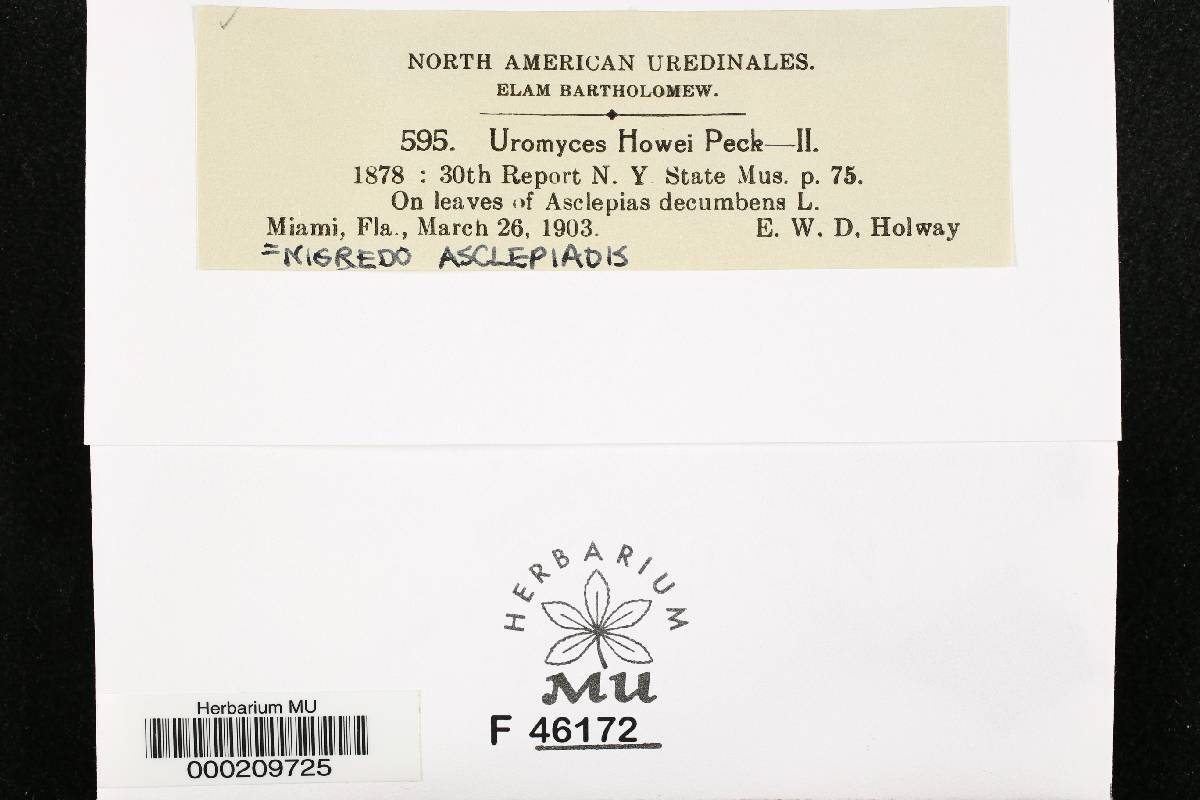 NORTH AMERICAN UREDINALES.
ELAM BARTHOLOMEW.
595. Uromyces Howei Peck—II.
1878 : 30th Report N. Y State Mus. p. 75.
On leaves of Asclepias decumbens L.
Miami, Fla., March 26, 1903. E. W. D. Holway
=NIGREDO ASCLEPIADIS
HERBARIUM
MU
F 46172
Herbarium MU
000209725